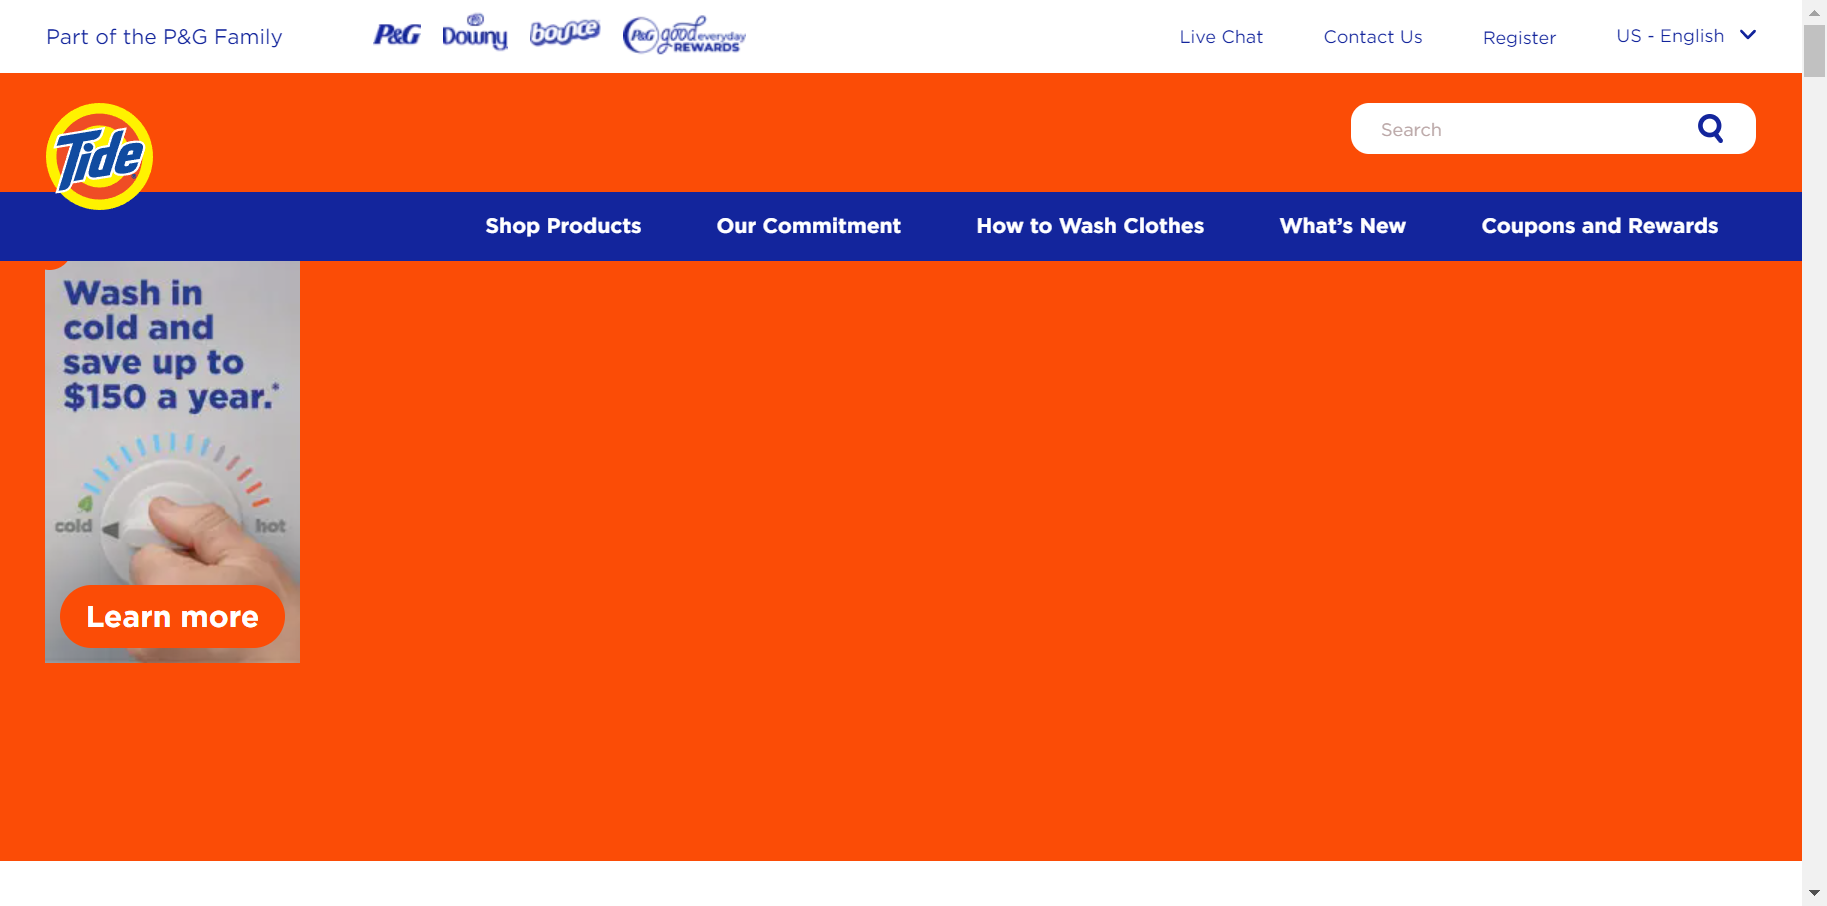 Part of the P&G Family
P&G
Downy
bounce
P&G good everyday
REWARDS
Live Chat
Contact Us
Register
US - English
Tide
Search
Shop Products
Our Commitment
How to Wash Clothes
What’s New
Coupons and Rewards
Wash in
cold and
save up to
$150 a year.*
cold
hot
Learn more